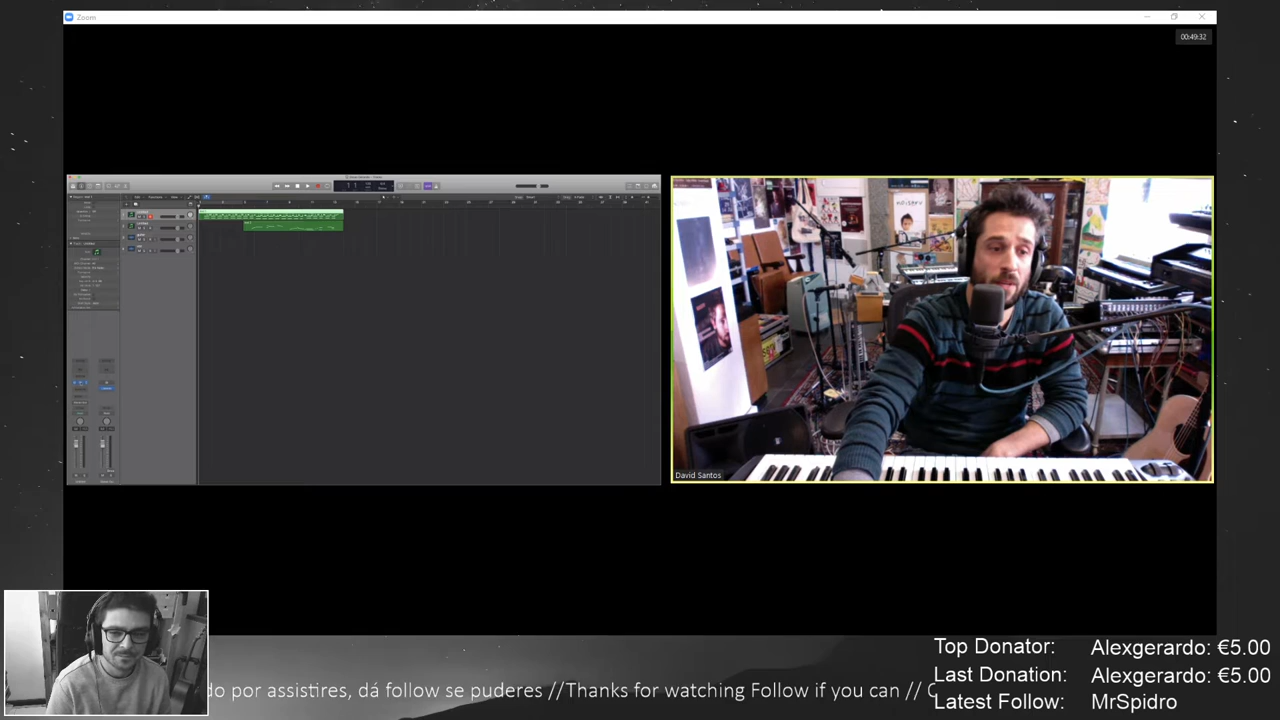 Zoom
00:49:32
David Santos
do por assistires, dá follow se puderes //Thanks for watching Follow if you can //
Top Donator: Alexgerardo: €5.00
Last Donation: Alexgerardo: €5.00
Latest Follow: MrSpidro